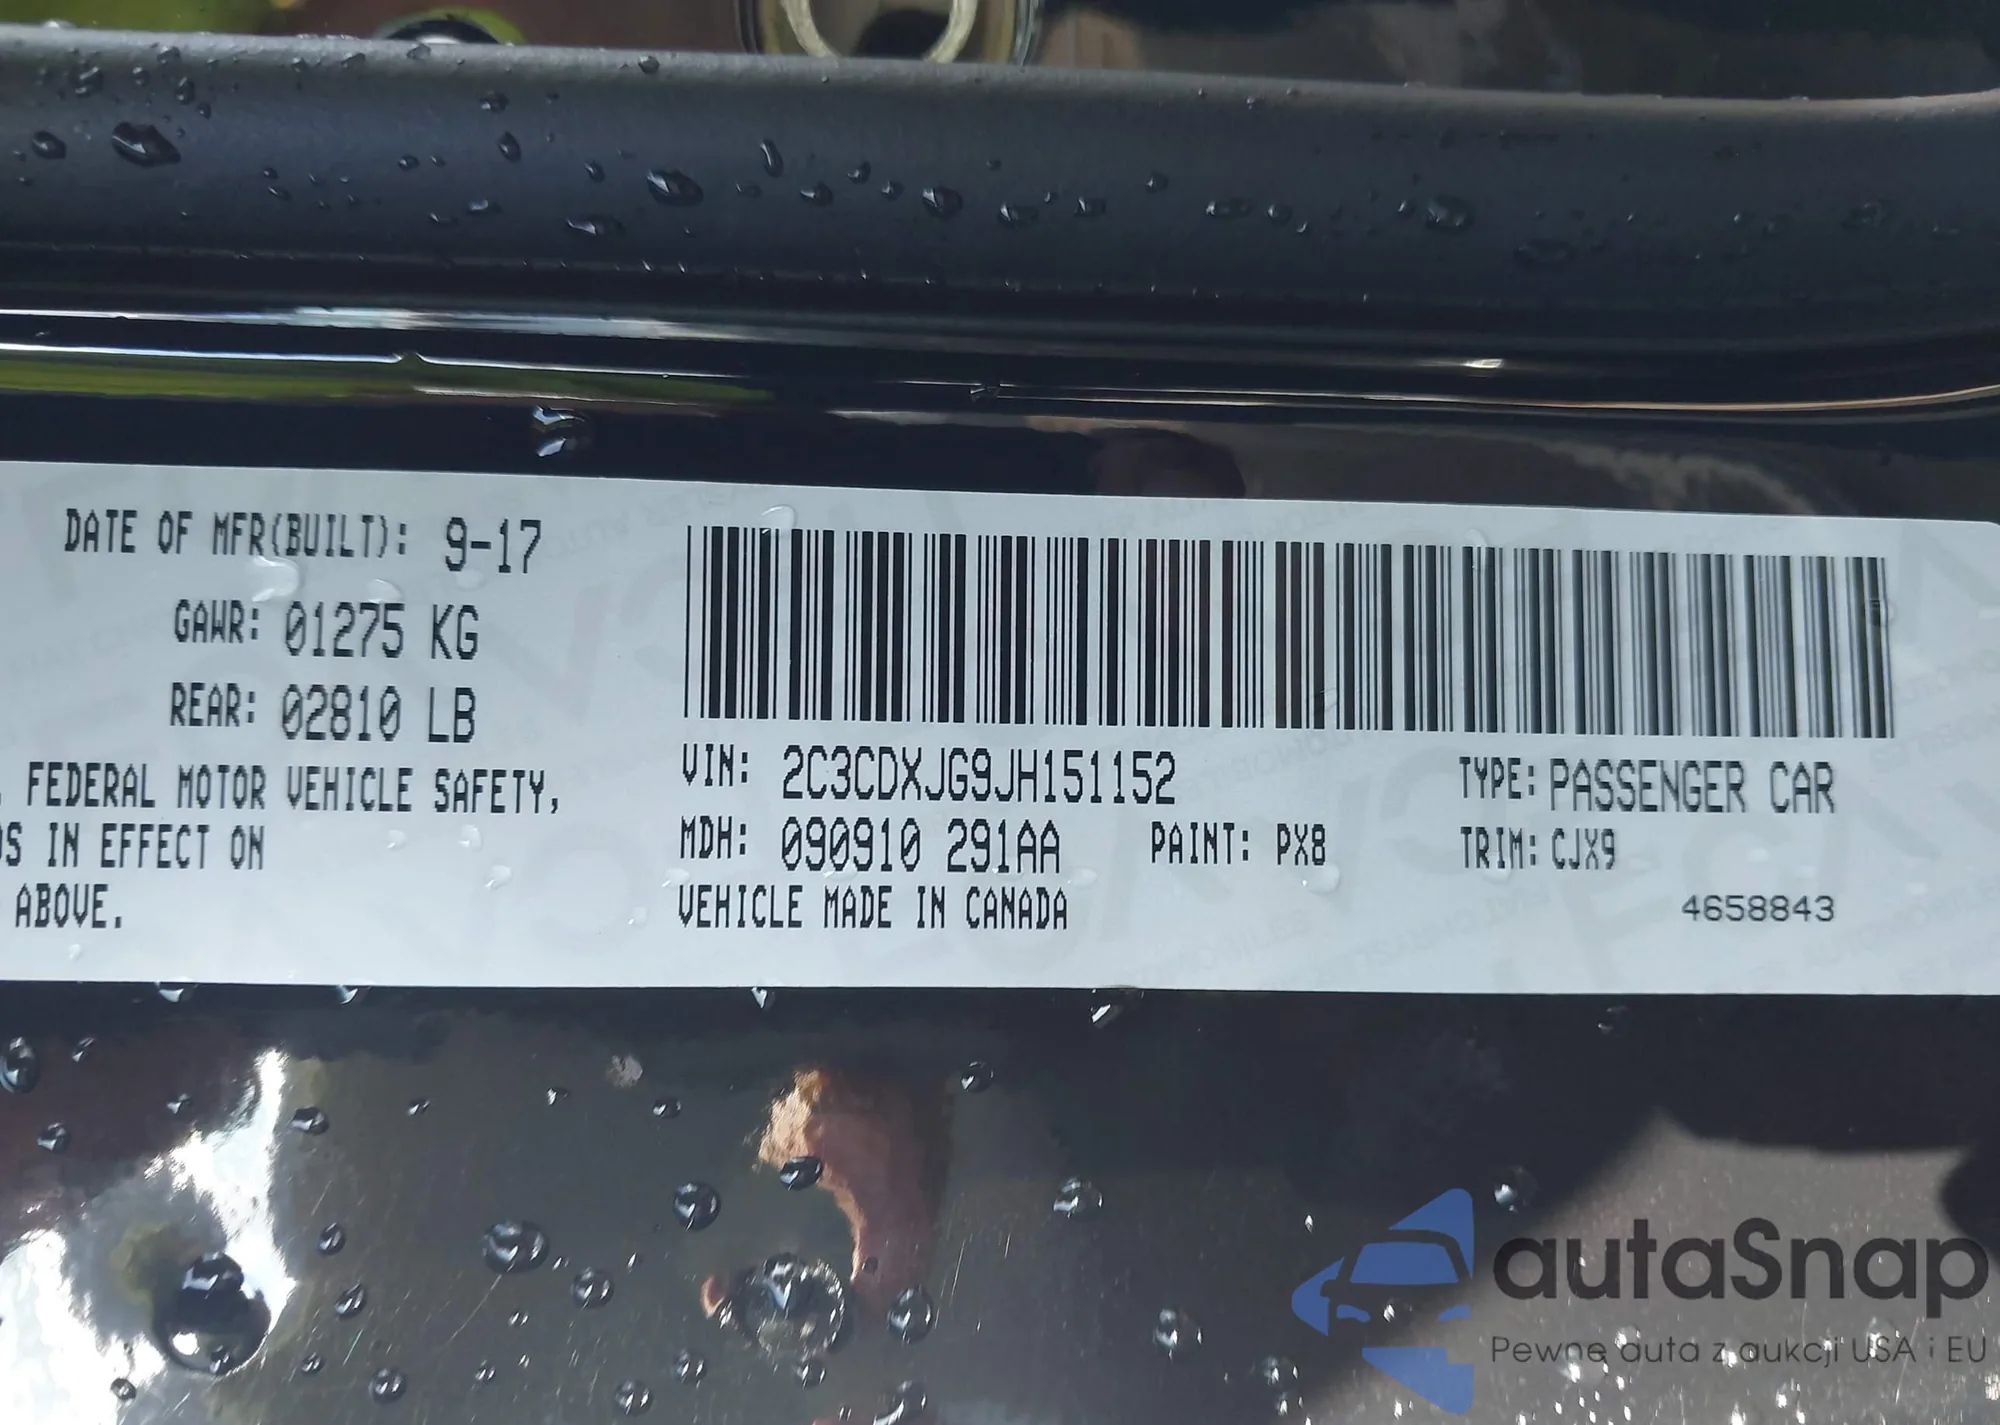 DATE OF MFR(BUILT): 9-17
GAWR: 01275 KG
REAR: 02810 LB
FEDERAL MOTOR VEHICLE SAFETY,
IN EFFECT ON
ABOVE.
VIN: 2C3CDXJG9JH151152
TYPE: PASSENGER CAR
MDH: 090910 291AA
PAINT: PX8
TRIM: CJX9
VEHICLE MADE IN CANADA
4658843
autaSnap
Pewne auta z aukcji USA i EU